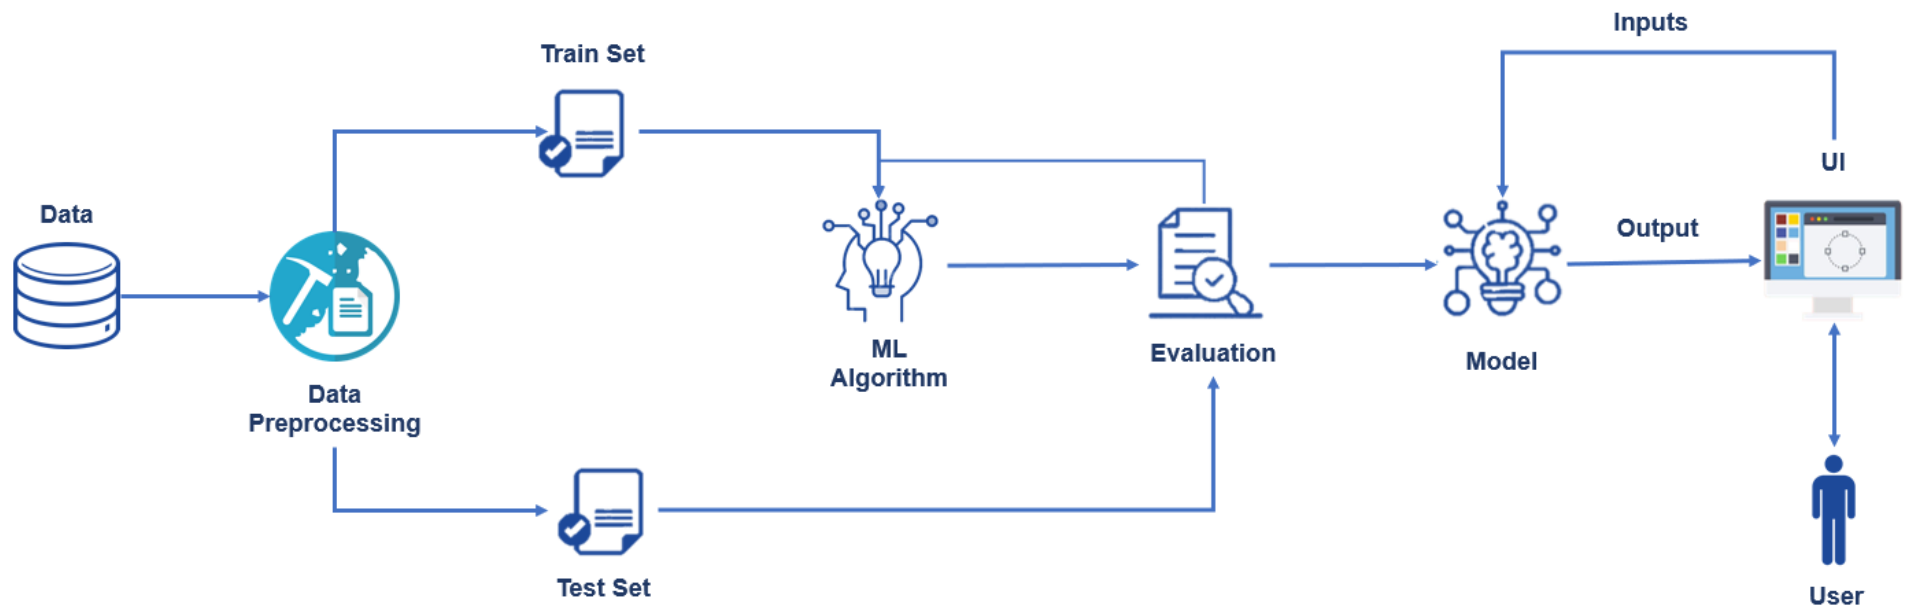 Inputs
Train Set
UI
Data
Output
ML
Algorithm
Evaluation
Model
Data
Preprocessing
Test Set
User